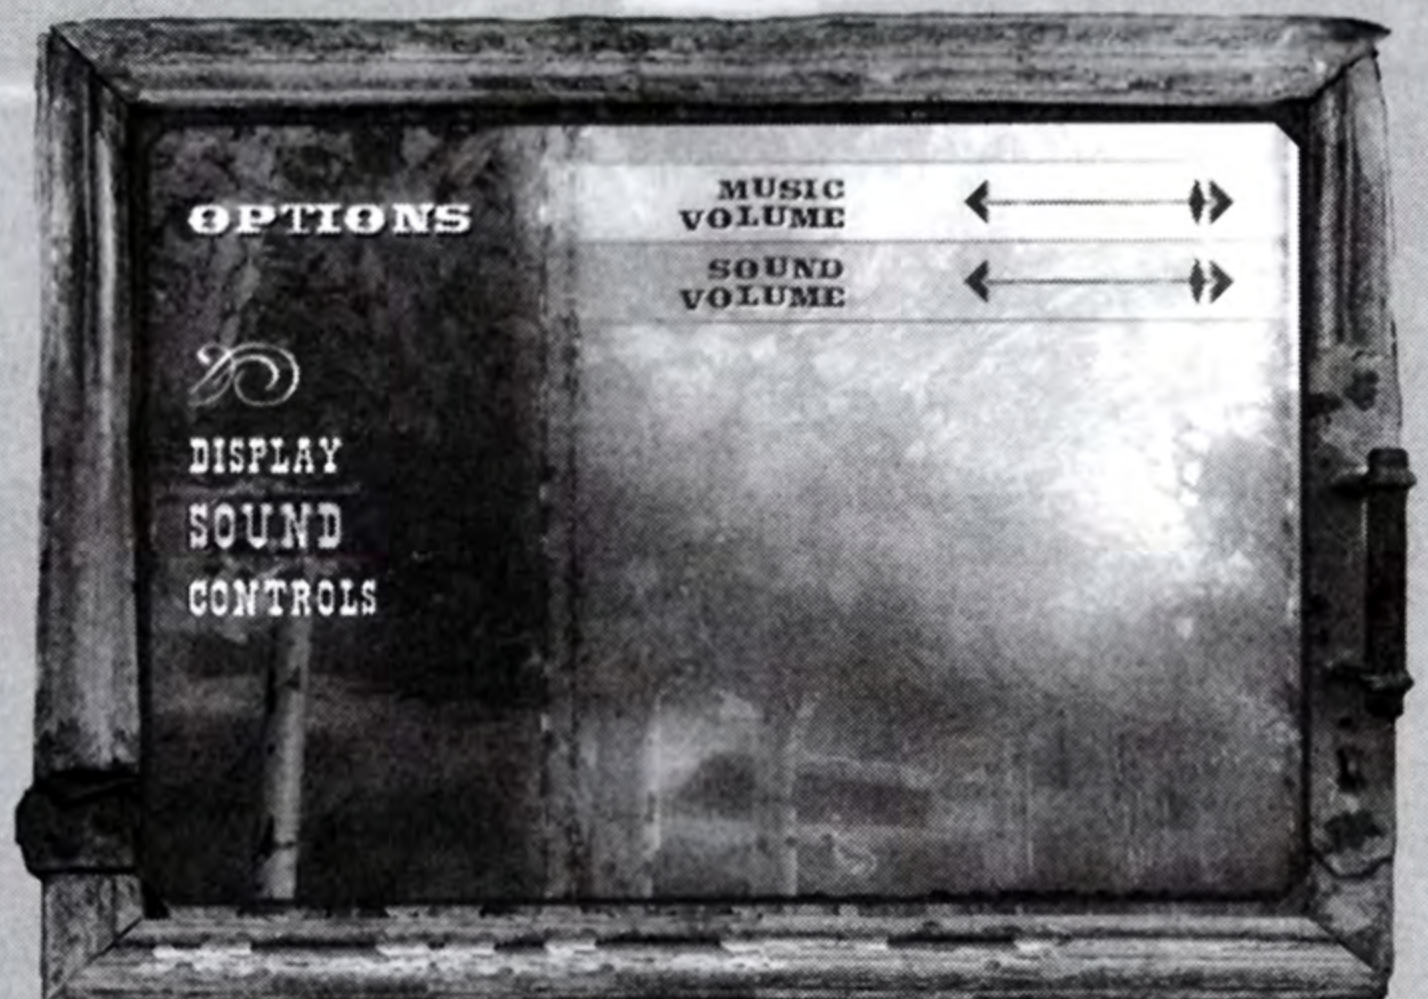 OPTIONS
DISPLAY
SOUND
CONTROLS
MUSIC
VOLUME
SOUND
VOLUME